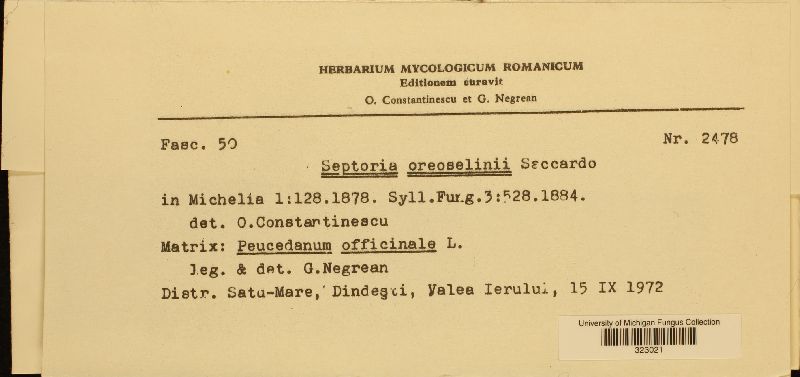 HERBARIUM MYCOLOGICUM ROMANICUM
Editionem curavit
O. Constantinescu et G. Negrean
Fasc. 50
Nr. 2478
Septoria oreoselinii Saccardo
in Michelia 1:128.1878. Syll.Fung.3:528.1884.
det. O.Constantinescu
Matrix: Peucedanum officinale L.
leg. & det. G.Negrean
Distr. Satu-Mare, Dindeşti, Valea Ierului, 15 IX 1972
University of Michigan Fungus Collection
323021